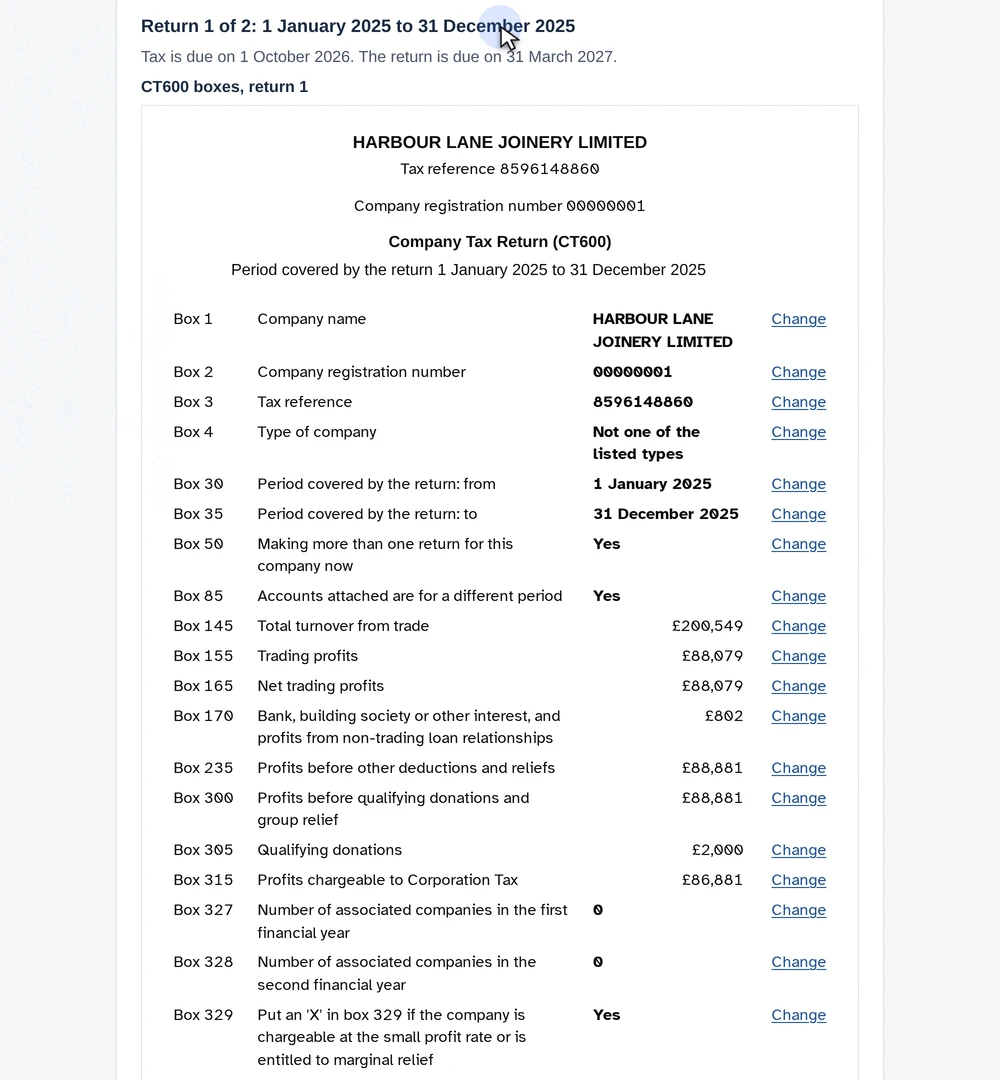 Return 1 of 2: 1 January 2025 to 31 December 2025
Tax is due on 1 October 2026. The return is due on 31 March 2027.
CT600 boxes, return 1
HARBOUR LANE JOINERY LIMITED
Tax reference 8596148860
Company registration number 00000001
Company Tax Return (CT600)
Period covered by the return 1 January 2025 to 31 December 2025
Box 1 Company name HARBOUR LANE Change
JOINERY LIMITED
Box 2 Company registration number 00000001 Change
Box 3 Tax reference 8596148860 Change
Box 4 Type of company Not one of the Change
listed types
Box 30 Period covered by the return: from 1 January 2025 Change
Box 35 Period covered by the return: to 31 December 2025 Change
Box 50 Making more than one return for this Yes Change
company now
Box 85 Accounts attached are for a different period Yes Change
Box 145 Total turnover from trade £200,549 Change
Box 155 Trading profits £88,079 Change
Box 165 Net trading profits £88,079 Change
Box 170 Bank, building society or other interest, and £802 Change
profits from non-trading loan relationships
Box 235 Profits before other deductions and reliefs £88,881 Change
Box 300 Profits before qualifying donations and £88,881 Change
group relief
Box 305 Qualifying donations £2,000 Change
Box 315 Profits chargeable to Corporation Tax £86,881 Change
Box 327 Number of associated companies in the first 0 Change
financial year
Box 328 Number of associated companies in the 0 Change
second financial year
Box 329 Put an 'X' in box 329 if the company is Yes Change
chargeable at the small profit rate or is
entitled to marginal relief